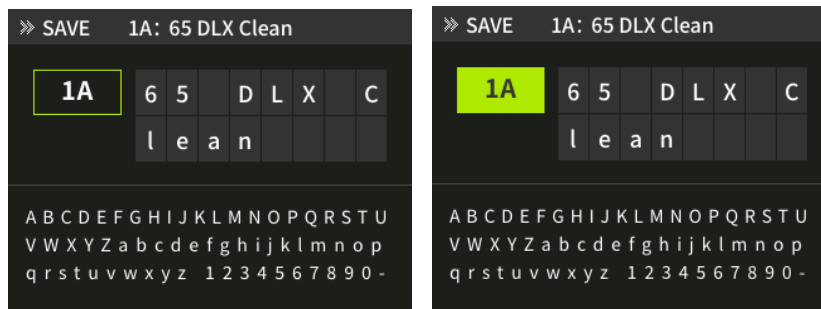 SAVE 1A: 65 DLX Clean
1A 6 5 D L X C
l e a n
A B C D E F G H I J K L M N O P Q R S T U
V W X Y Z a b c d e f g h i j k l m n o p
q r s t u v w x y z 1 2 3 4 5 6 7 8 9 0 -
SAVE 1A: 65 DLX Clean
1A 6 5 D L X C
l e a n
A B C D E F G H I J K L M N O P Q R S T U
V W X Y Z a b c d e f g h i j k l m n o p
q r s t u v w x y z 1 2 3 4 5 6 7 8 9 0 -